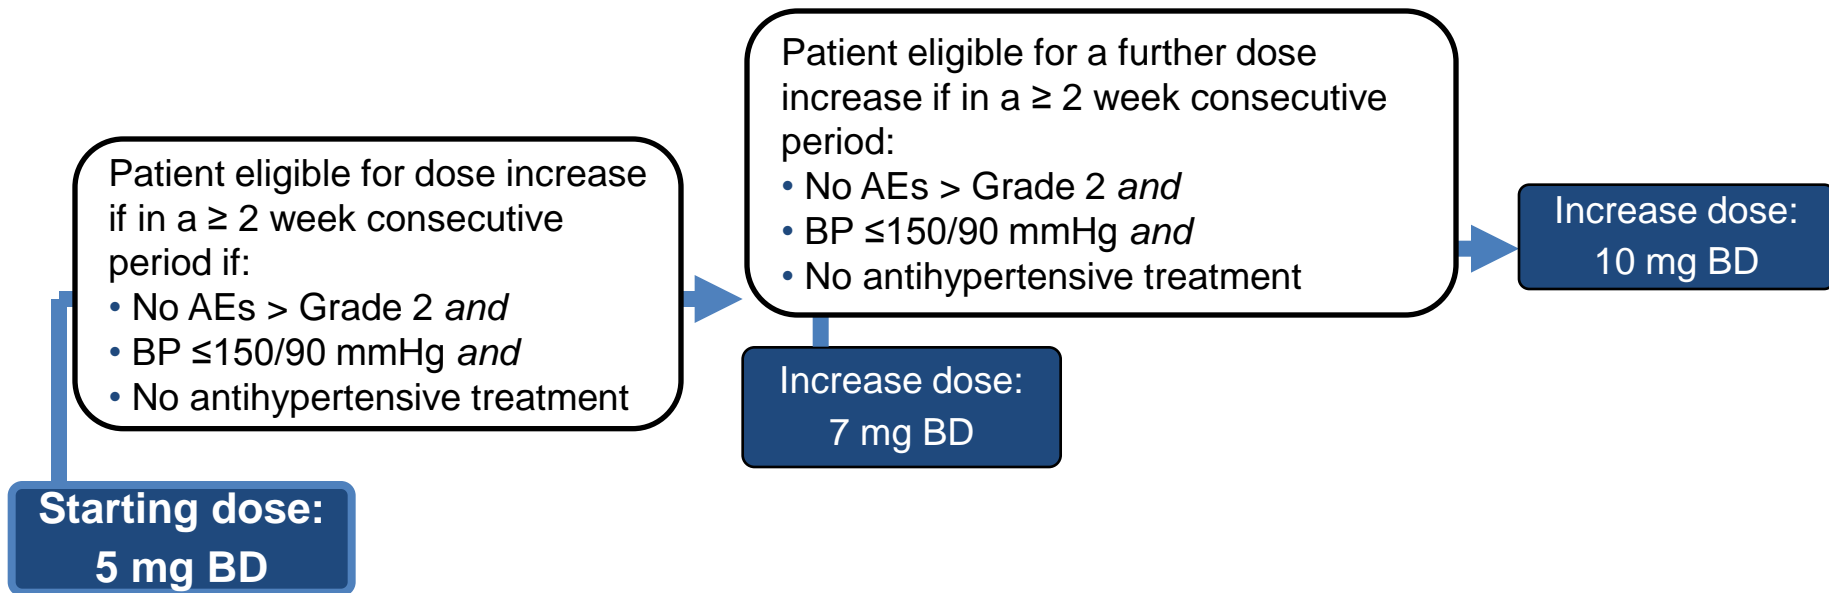 Patient eligible for dose increase
if in a ≥ 2 week consecutive
period if:
• No AEs > Grade 2 and
• BP ≤150/90 mmHg and
• No antihypertensive treatment
Starting dose:
5 mg BD
Patient eligible for a further dose
increase if in a ≥ 2 week consecutive
period:
• No AEs > Grade 2 and
• BP ≤150/90 mmHg and
• No antihypertensive treatment
Increase dose:
7 mg BD
Increase dose:
10 mg BD